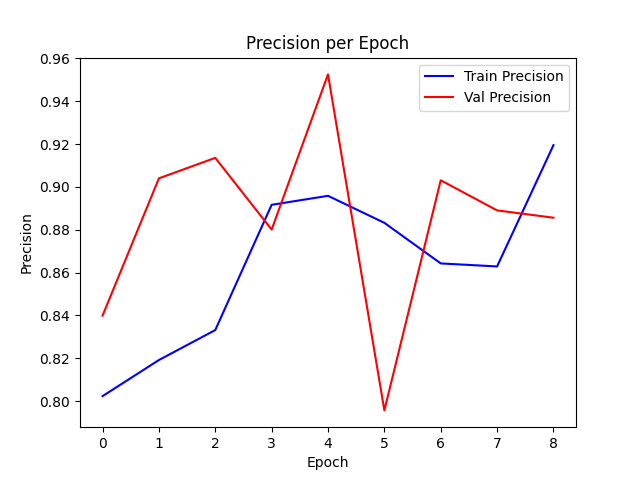 Precision per Epoch
Train Precision
Val Precision
0.96
0.94
0.92
0.90
0.88
0.86
0.84
0.82
0.80
Precision
0 1 2 3 4 5 6 7 8
Epoch